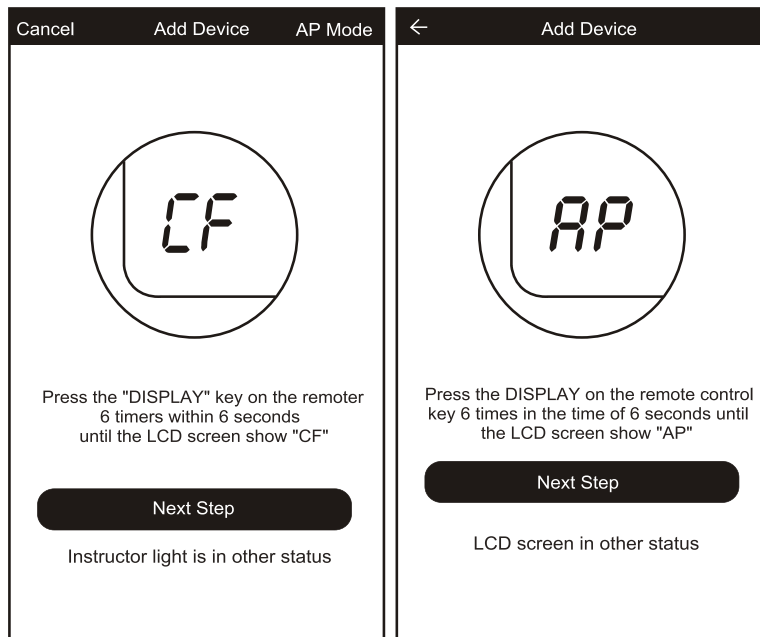 Cancel Add Device AP Mode
CF
Press the "DISPLAY" key on the remoter
6 timers within 6 seconds
until the LCD screen show "CF"
Next Step
Instructor light is in other status
← Add Device
AP
Press the DISPLAY on the remote control
key 6 times in the time of 6 seconds until
the LCD screen show "AP"
Next Step
LCD screen in other status